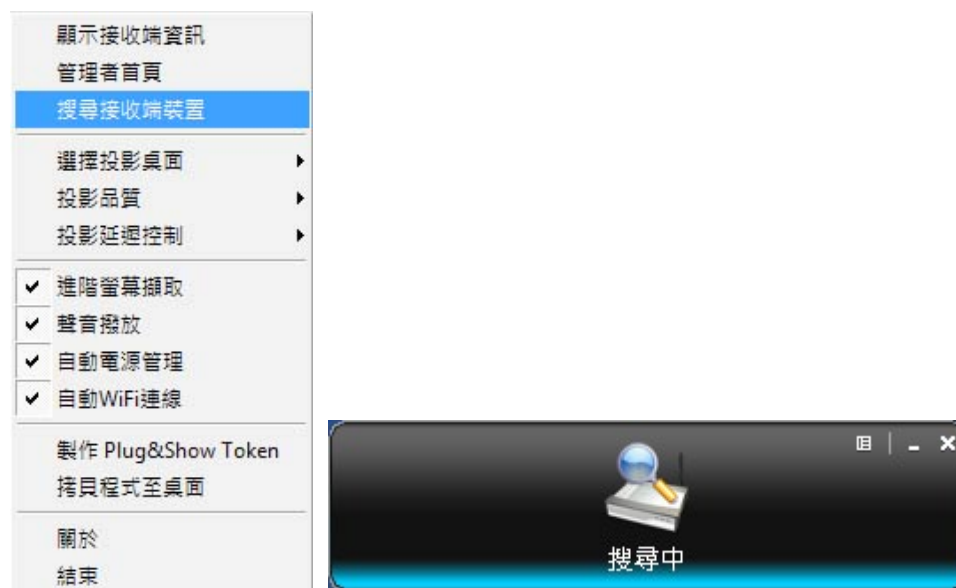 顯示接收端資訊
管理者首頁
搜尋接收端裝置
選擇投影桌面
投影品質
投影延遲控制
進階螢幕擷取
聲音撥放
自動電源管理
自動WiFi連線
製作 Plug&Show Token
拷貝程式至桌面
關於
結束
搜尋中